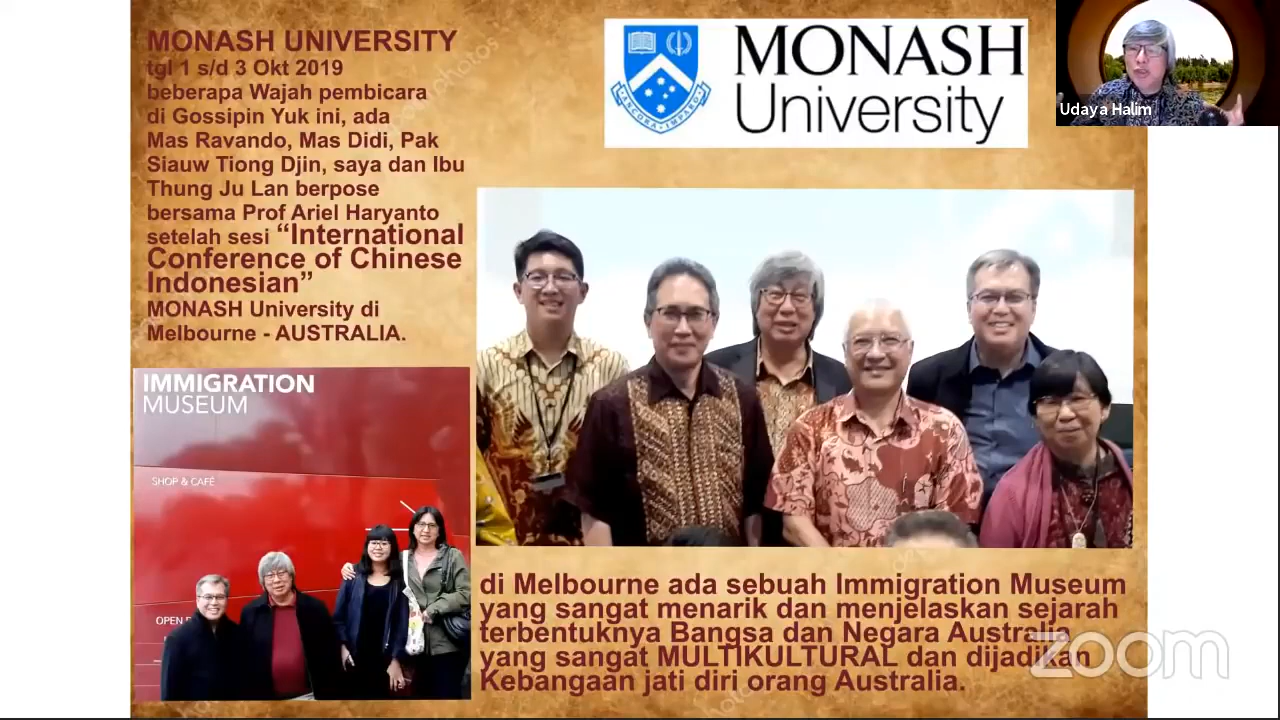 MONASH UNIVERSITY
tgl 1 s/d 3 Okt 2019
beberapa Wajah pembicara
di Gossipin Yuk ini, ada
Mas Ravando, Mas Didi, Pak
Siauw Tiong Djin, saya dan Ibu
Thung Ju Lan berpose
bersama Prof Ariel Haryanto
setelah sesi “International
Conference of Chinese
Indonesian”
MONASH University di
Melbourne - AUSTRALIA.
MONASH
University
ANCORA IMPARO
Udaya Halim
IMMIGRATION
MUSEUM
SHOP & CAFÉ
OPEN
di Melbourne ada sebuah Immigration Museum
yang sangat menarik dan menjelaskan sejarah
terbentuknya Bangsa dan Negara Australia
yang sangat MULTIKULTURAL dan dijadikan
Kebangaan jati diri orang Australia.
zoom